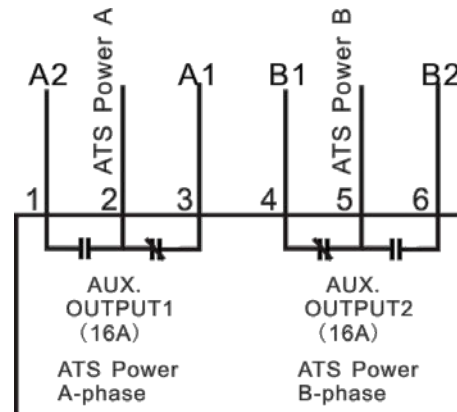 A2
ATS Power A
A1
B1
ATS Power B
B2
1
2
3
4
5
6
AUX.
OUTPUT1
(16A)
ATS Power
A-phase
AUX.
OUTPUT2
(16A)
ATS Power
B-phase